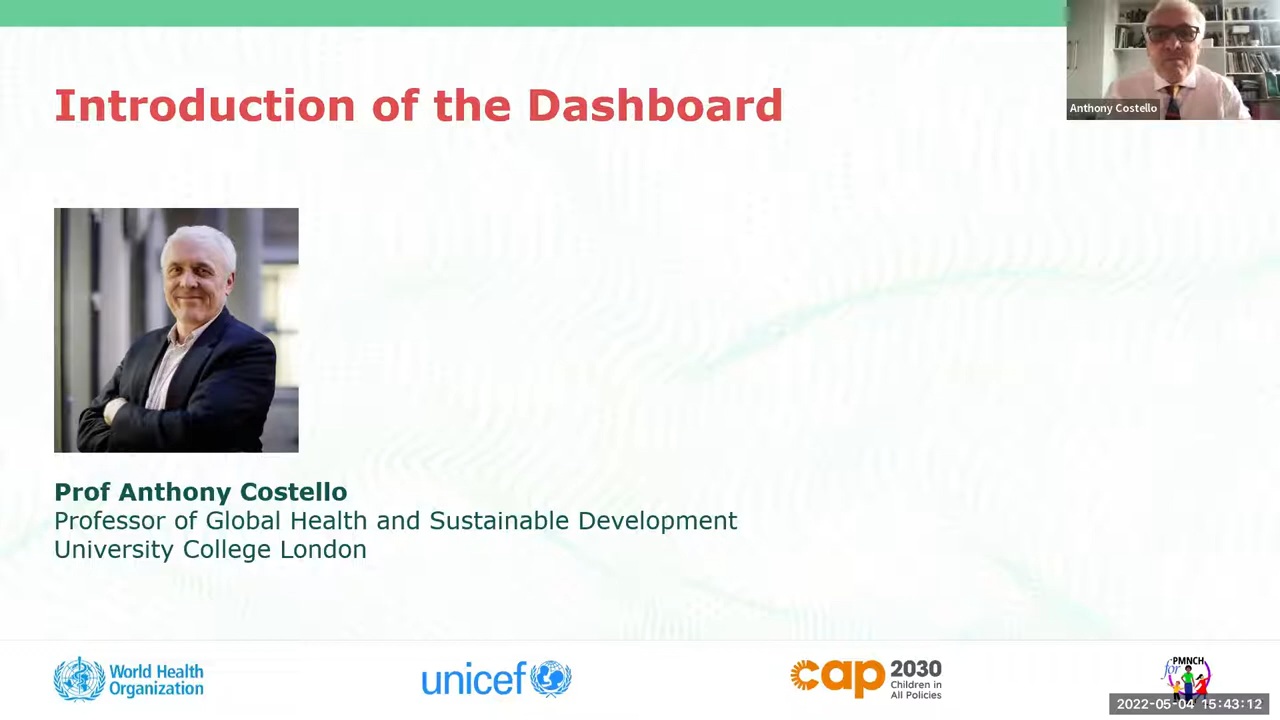 Introduction of the Dashboard
Anthony Costello
Prof Anthony Costello
Professor of Global Health and Sustainable Development
University College London
World Health
Organization
unicef
cap 2030
Children in
All Policies
PMNCH
for
2022-05-04 15:43:12